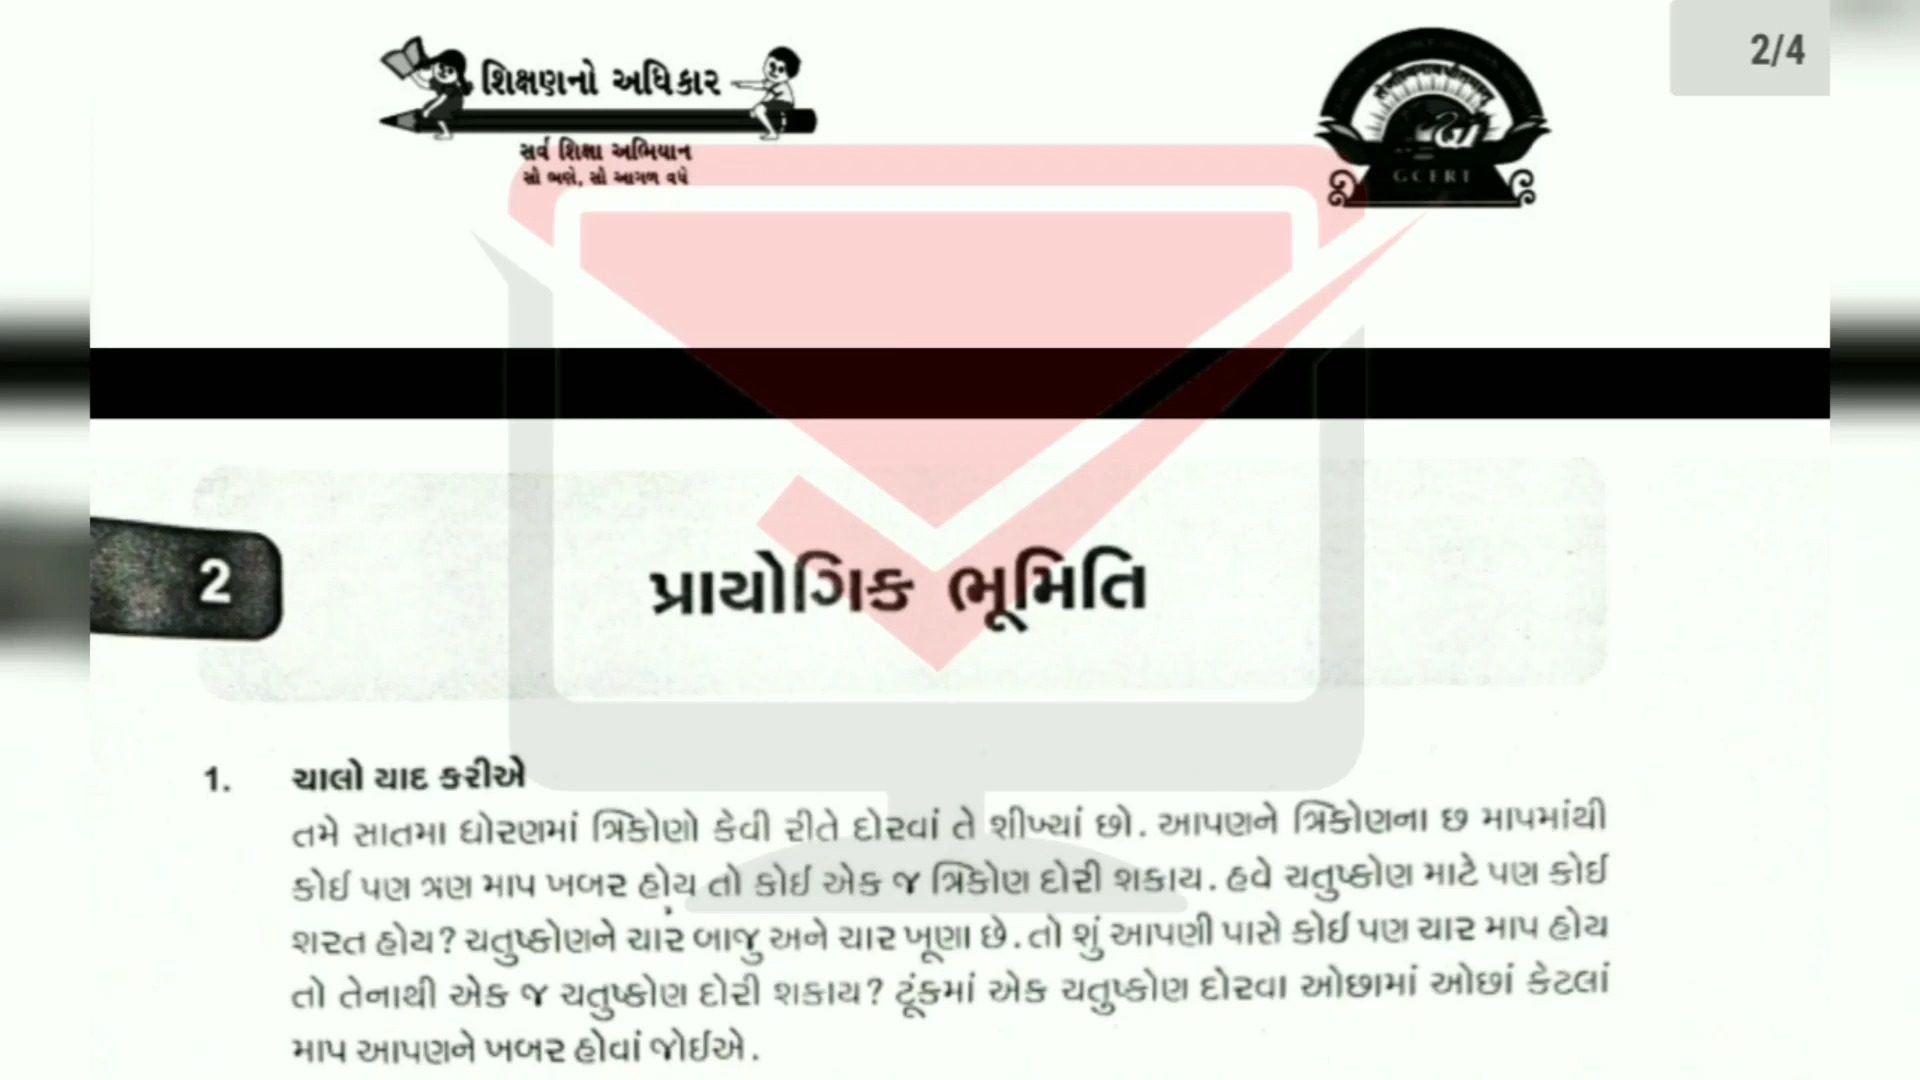 2/4
શિક્ષણનો અધિકાર
સર્વ શિક્ષા અભિયાન
સૌ ભણે, સૌ આગળ વધે
GCERT
2
પ્રાયોગિક ભૂમિતિ
1. ચાલો યાદ કરીએ
તમે સાતમા ધોરણમાં ત્રિકોણો કેવી રીતે દોરવાં તે શીખ્યાં છો. આપણને ત્રિકોણના છ માપમાંથી
કોઈ પણ ત્રણ માપ ખબર હોય તો કોઈ એક જ ત્રિકોણ દોરી શકાય. હવે ચતુષ્કોણ માટે પણ કોઈ
શરત હોય? ચતુષ્કોણને ચાર બાજુ અને ચાર ખૂણા છે. તો શું આપણી પાસે કોઈ પણ ચાર માપ હોય
તો તેનાથી એક જ ચતુષ્કોણ દોરી શકાય? ટૂંકમાં એક ચતુષ્કોણ દોરવા ઓછામાં ઓછાં કેટલાં
માપ આપણને ખબર હોવાં જોઈએ.